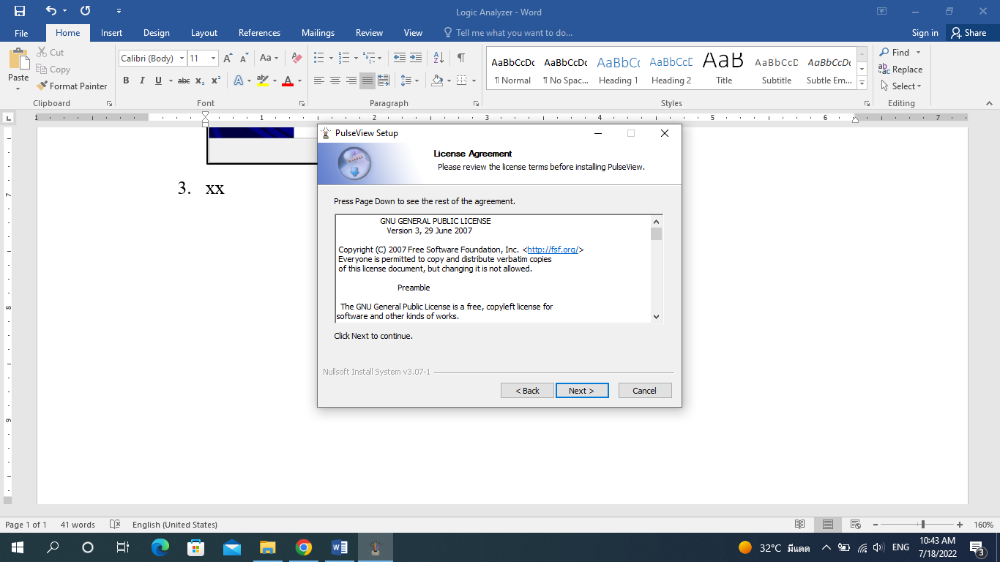 Logic Analyzer - Word
File Home Insert Design Layout References Mailings Review View Tell me what you want to do... Sign in Share
Paste
Cut
Copy
Format Painter
Clipboard
Calibri (Body) 11
Aa
B I U abc x₂ x² A ab A
Font
Paragraph
AaBbCcDc AaBbCcDc AaBbCc AaBbCcD AaB AaBbCcD AaBbCcDc
¶ Normal ¶ No Spac... Heading 1 Heading 2 Title Subtitle Subtle Em...
Styles
Find
Replace
Select
Editing
1 1 2 3 4 5 6 7
7
8
9
3. xx
PulseView Setup
License Agreement
Please review the license terms before installing PulseView.
Press Page Down to see the rest of the agreement.
GNU GENERAL PUBLIC LICENSE
Version 3, 29 June 2007
Copyright (C) 2007 Free Software Foundation, Inc. <http://fsf.org/>
Everyone is permitted to copy and distribute verbatim copies
of this license document, but changing it is not allowed.
Preamble
The GNU General Public License is a free, copyleft license for
software and other kinds of works.
Click Next to continue.
Nullsoft Install System v3.07-1
< Back Next > Cancel
Page 1 of 1 41 words English (United States) 160%
32°C มีแดด ENG 10:43 AM
7/18/2022
3